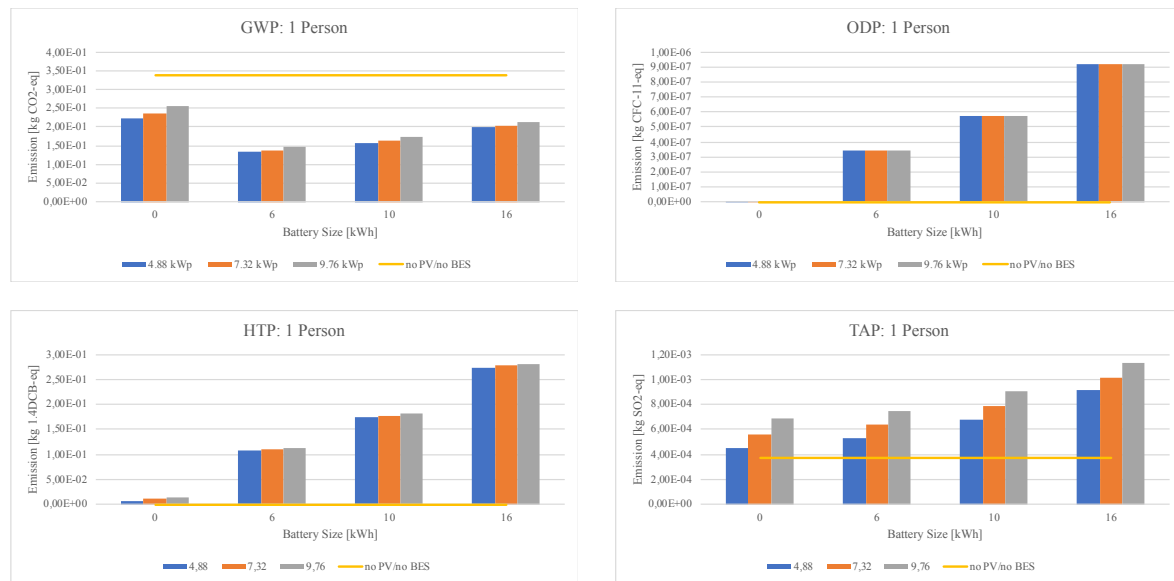 GWP: 1 Person
Emission [kg CO2-eq]
4,00E-01
3,50E-01
3,00E-01
2,50E-01
2,00E-01
1,50E-01
1,00E-01
5,00E-02
0,00E+00
0 6 10 16
Battery Size [kWh]
4.88 kWp 7.32 kWp 9.76 kWp no PV/no BES
ODP: 1 Person
Emission [kg CFC-11-eq]
1,00E-06
9,00E-07
8,00E-07
7,00E-07
6,00E-07
5,00E-07
4,00E-07
3,00E-07
2,00E-07
1,00E-07
0,00E+00
0 6 10 16
Battery Size [kWh]
4.88 kWp 7.32 kWp 9.76 kWp no PV/no BES
HTP: 1 Person
Emission [kg 1.4DCB-eq]
3,00E-01
2,50E-01
2,00E-01
1,50E-01
1,00E-01
5,00E-02
0,00E+00
0 6 10 16
Battery Size [kWh]
4,88 7,32 9,76 no PV/no BES
TAP: 1 Person
Emission [kg SO2-eq]
1,20E-03
1,00E-03
8,00E-04
6,00E-04
4,00E-04
2,00E-04
0,00E+00
0 6 10 16
Battery Size [kWh]
4,88 7,32 9,76 no PV/no BES